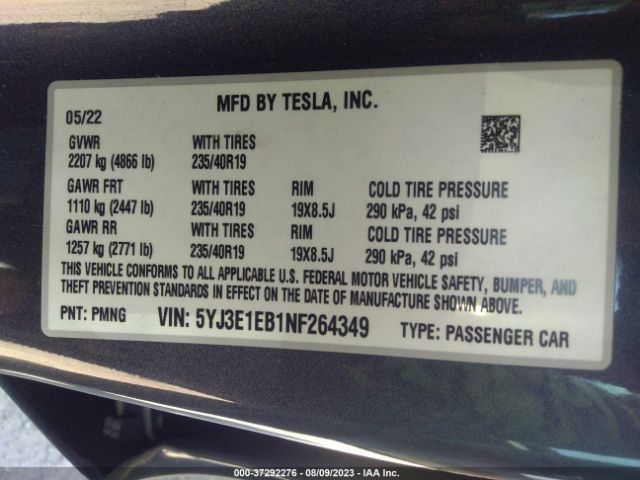 05/22 MFD BY TESLA, INC.
GVWR WITH TIRES
2207 kg (4866 lb) 235/40R19
GAWR FRT WITH TIRES RIM COLD TIRE PRESSURE
1110 kg (2447 lb) 235/40R19 19X8.5J 290 kPa, 42 psi
GAWR RR WITH TIRES RIM COLD TIRE PRESSURE
1257 kg (2771 lb) 235/40R19 19X8.5J 290 kPa, 42 psi
THIS VEHICLE CONFORMS TO ALL APPLICABLE U.S. FEDERAL MOTOR VEHICLE SAFETY, BUMPER, AND
THEFT PREVENTION STANDARDS IN EFFECT ON THE DATE OF MANUFACTURE SHOWN ABOVE.
PNT: PMNG VIN: 5YJ3E1EB1NF264349 TYPE: PASSENGER CAR
000-37292276 - 08/09/2023 - IAA Inc.